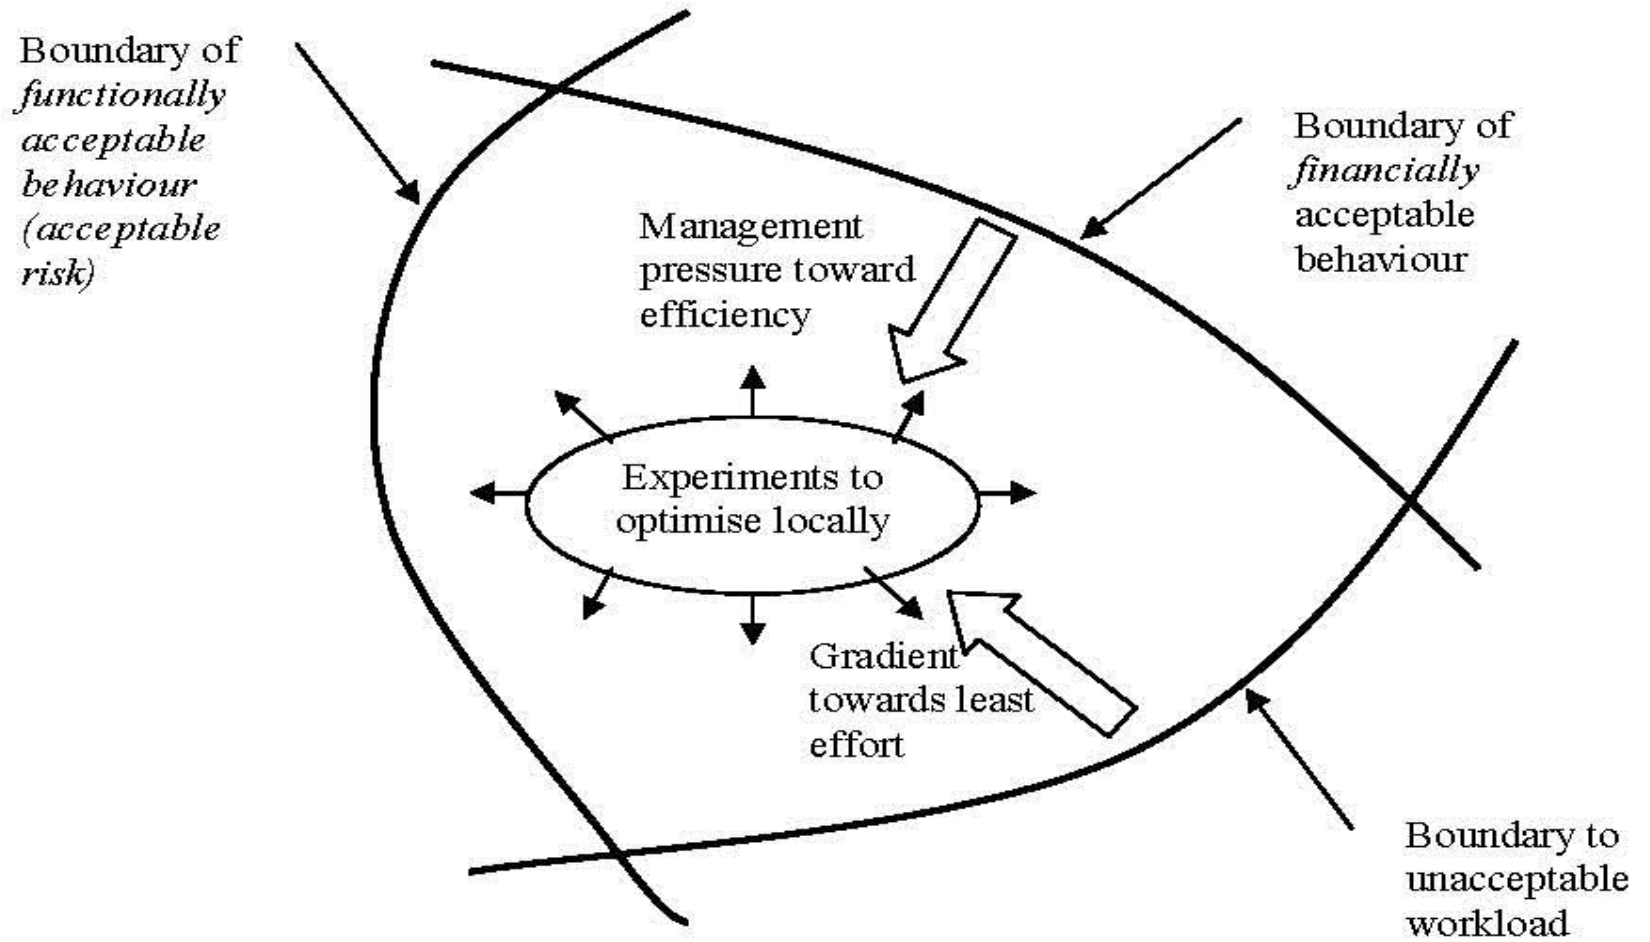 Boundary of
functionally
acceptable
behaviour
(acceptable
risk)
Boundary of
financially
acceptable
behaviour
Management
pressure toward
efficiency
Experiments to
optimise locally
Gradient
towards least
effort
Boundary to
unacceptable
workload